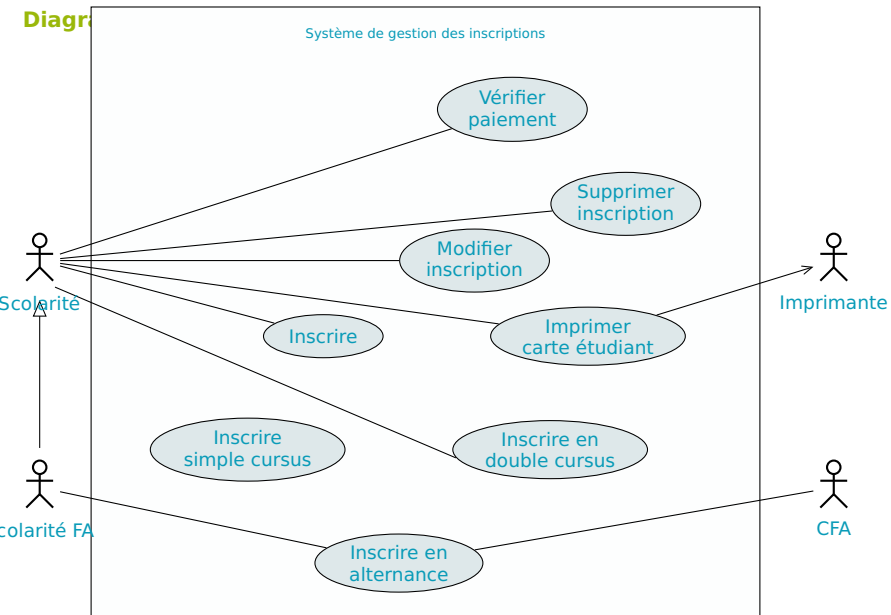 Diagra
Système de gestion des inscriptions
Vérifier
paiement
Supprimer
inscription
Modifier
inscription
Scolarité
Imprimante
Inscrire
Imprimer
carte étudiant
Inscrire
simple cursus
Inscrire en
double cursus
colarité FA
CFA
Inscrire en
alternance